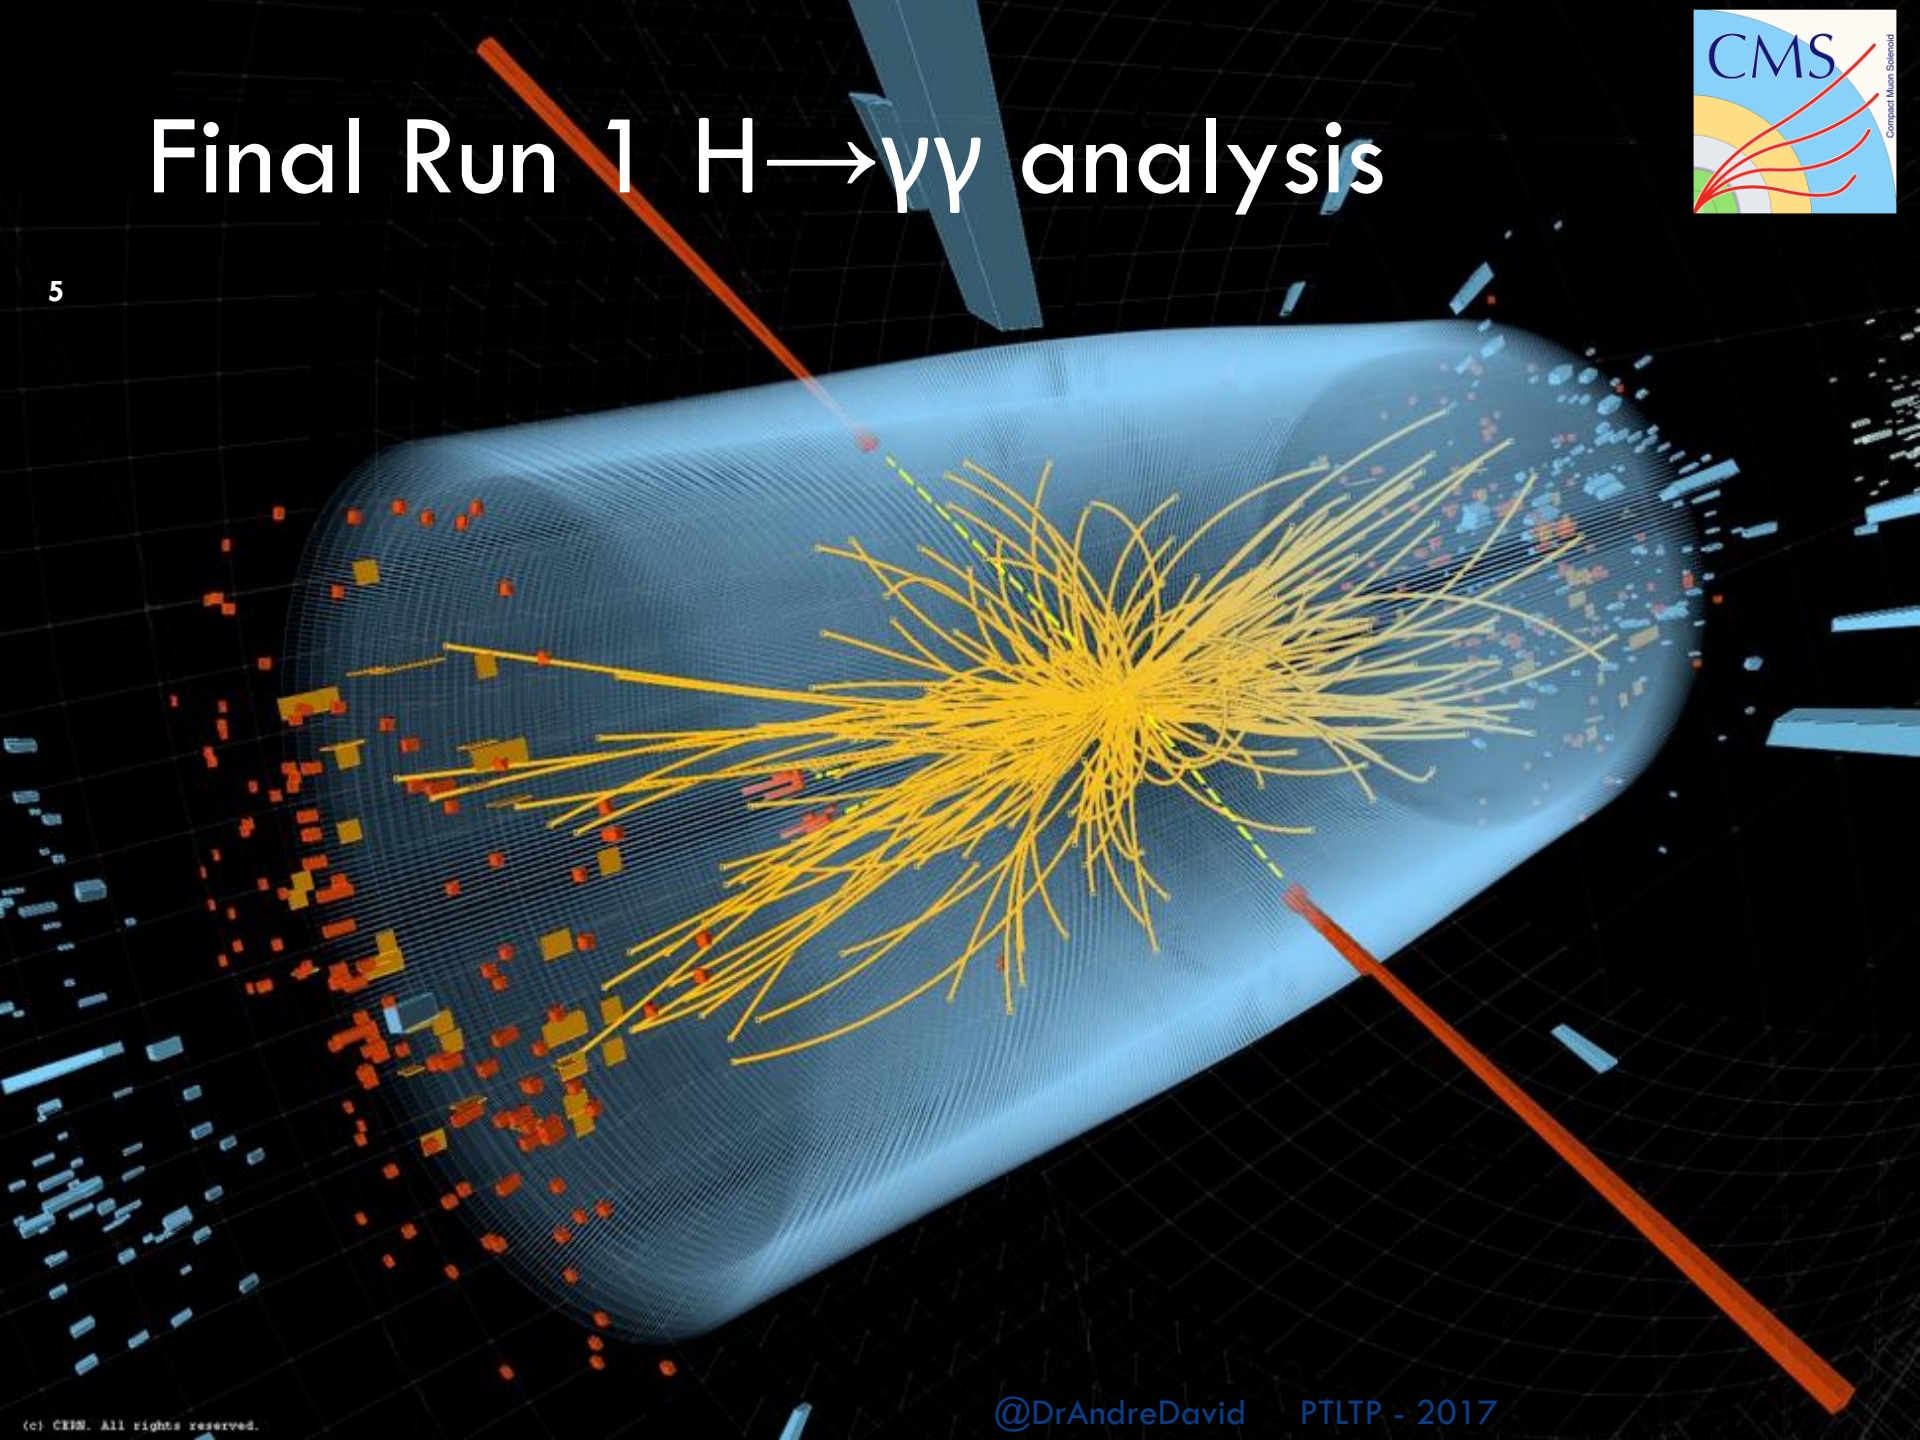 CMS
Compact Muon Solenoid
Final Run 1 H→γγ analysis
5
@DrAndreDavid PTLTP - 2017
(c) CERN. All rights reserved.